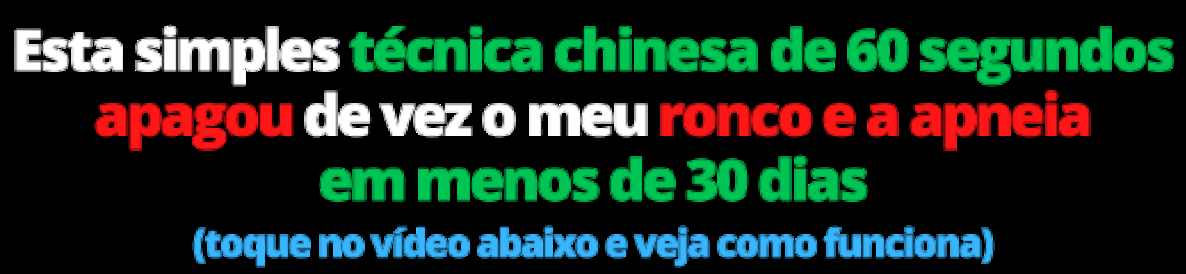 Esta simples técnica chinesa de 60 segundos
apagou de vez o meu ronco e a apneia
em menos de 30 dias
(toque no vídeo abaixo e veja como funciona)